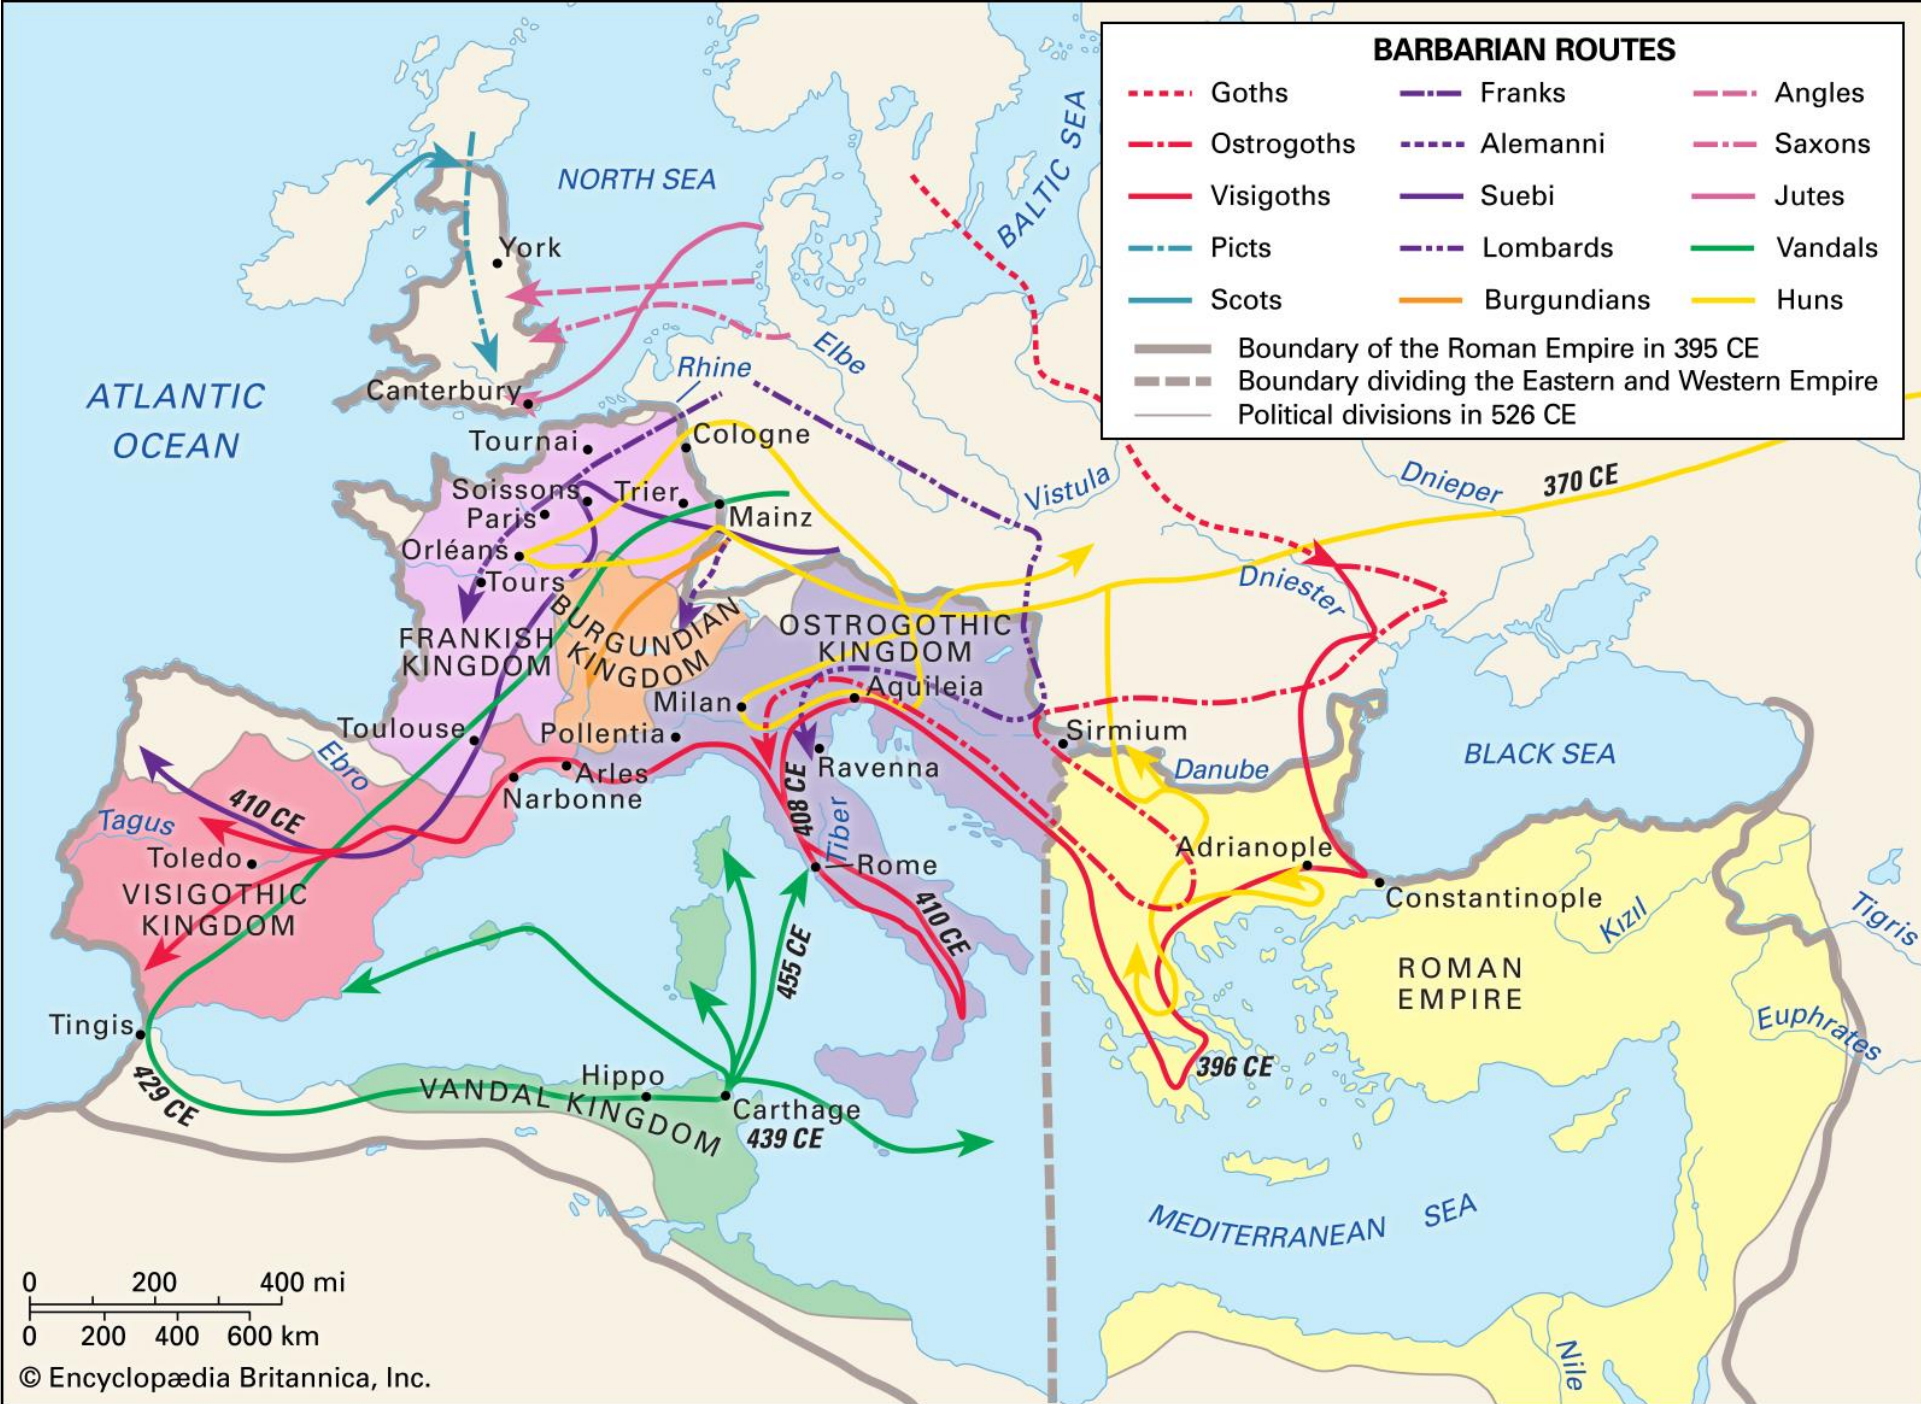 BARBARIAN ROUTES
Goths
Franks
Angles
Ostrogoths
Alemanni
Saxons
Visigoths
Suebi
Jutes
Picts
Lombards
Vandals
Scots
Burgundians
Huns
Boundary of the Roman Empire in 395 CE
Boundary dividing the Eastern and Western Empire
Political divisions in 526 CE
NORTH SEA
BALTIC SEA
York
Elbe
Rhine
ATLANTIC
OCEAN
Canterbury
Tournai
Cologne
Vistula
Dnieper
370 CE
Soissons
Trier
Paris
Mainz
Orléans
Tours
Dniester
BURGUNDIAN
KINGDOM
FRANKISH
KINGDOM
OSTROGOTHIC
KINGDOM
Milan
Aquileia
Toulouse
Pollentia
Sirmium
BLACK SEA
Ebro
Arles
Ravenna
Danube
Narbonne
410 CE
408 CE
Tagus
Tiber
Toledo
Rome
Adrianople
VISIGOTHIC
KINGDOM
410 CE
Constantinople
Kızıl
Tigris
455 CE
ROMAN
EMPIRE
Tingis
Euphrates
429 CE
Hippo
396 CE
VANDAL KINGDOM
Carthage
439 CE
MEDITERRANEAN SEA
0 200 400 mi
0 200 400 600 km
Nile
© Encyclopædia Britannica, Inc.